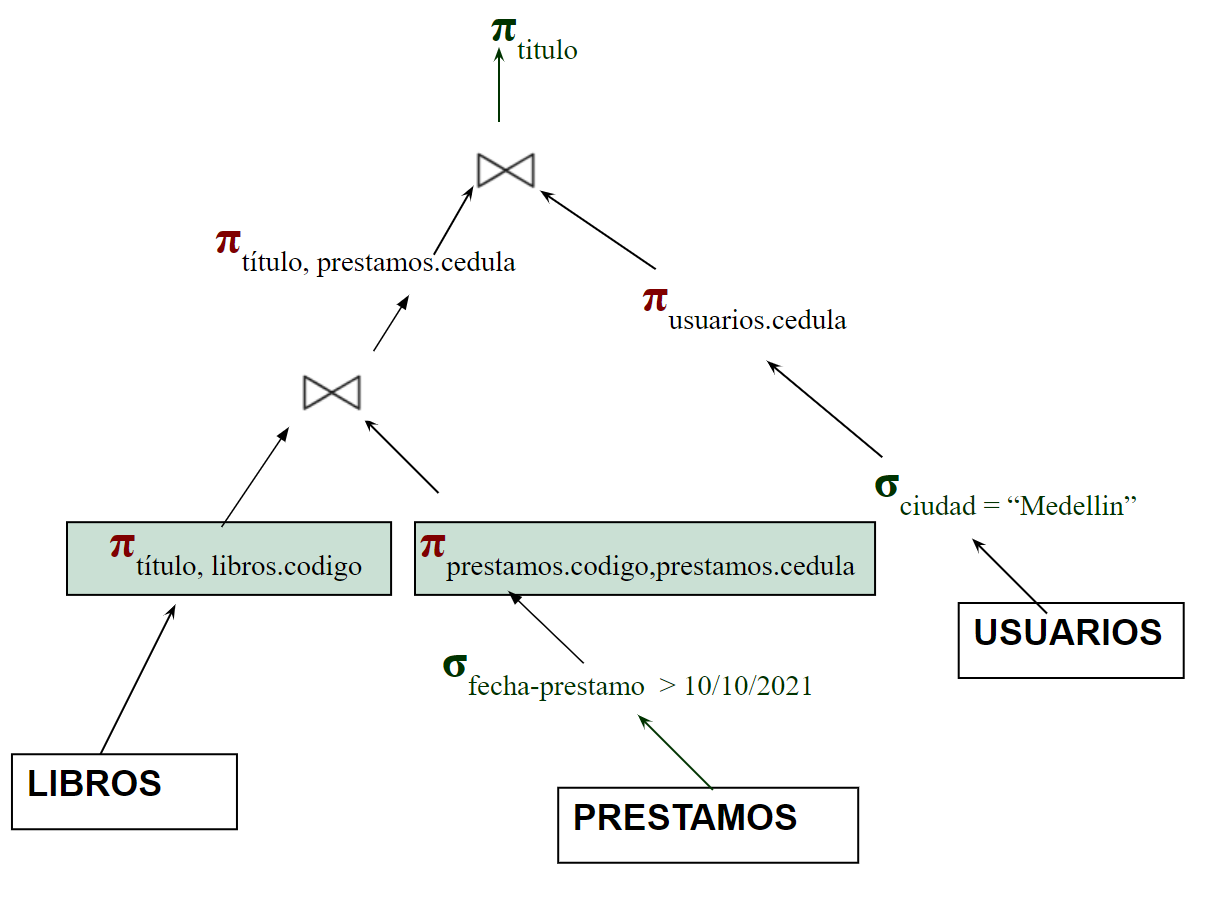 π titulo
π título, prestamos.cedula
π usuarios.cedula
σ ciudad = “Medellin”
π título, libros.codigo
π prestamos.codigo,prestamos.cedula
USUARIOS
σ fecha-prestamo > 10/10/2021
LIBROS
PRESTAMOS